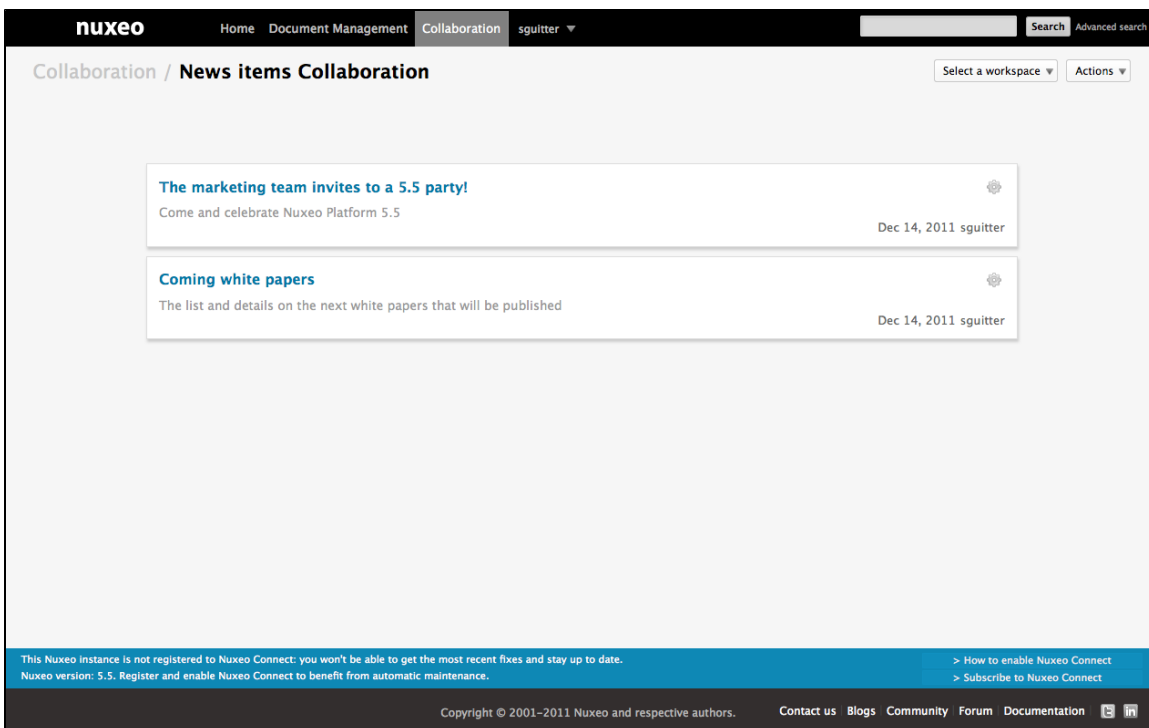 nuxeo Home Document Management Collaboration sguitter Search Advanced search
Collaboration / News items Collaboration Select a workspace Actions
The marketing team invites to a 5.5 party!
Come and celebrate Nuxeo Platform 5.5
Dec 14, 2011 sguitter
Coming white papers
The list and details on the next white papers that will be published
Dec 14, 2011 sguitter
This Nuxeo instance is not registered to Nuxeo Connect: you won't be able to get the most recent fixes and stay up to date. > How to enable Nuxeo Connect
Nuxeo version: 5.5. Register and enable Nuxeo Connect to benefit from automatic maintenance. > Subscribe to Nuxeo Connect
Copyright © 2001-2011 Nuxeo and respective authors. Contact us Blogs Community Forum Documentation t in